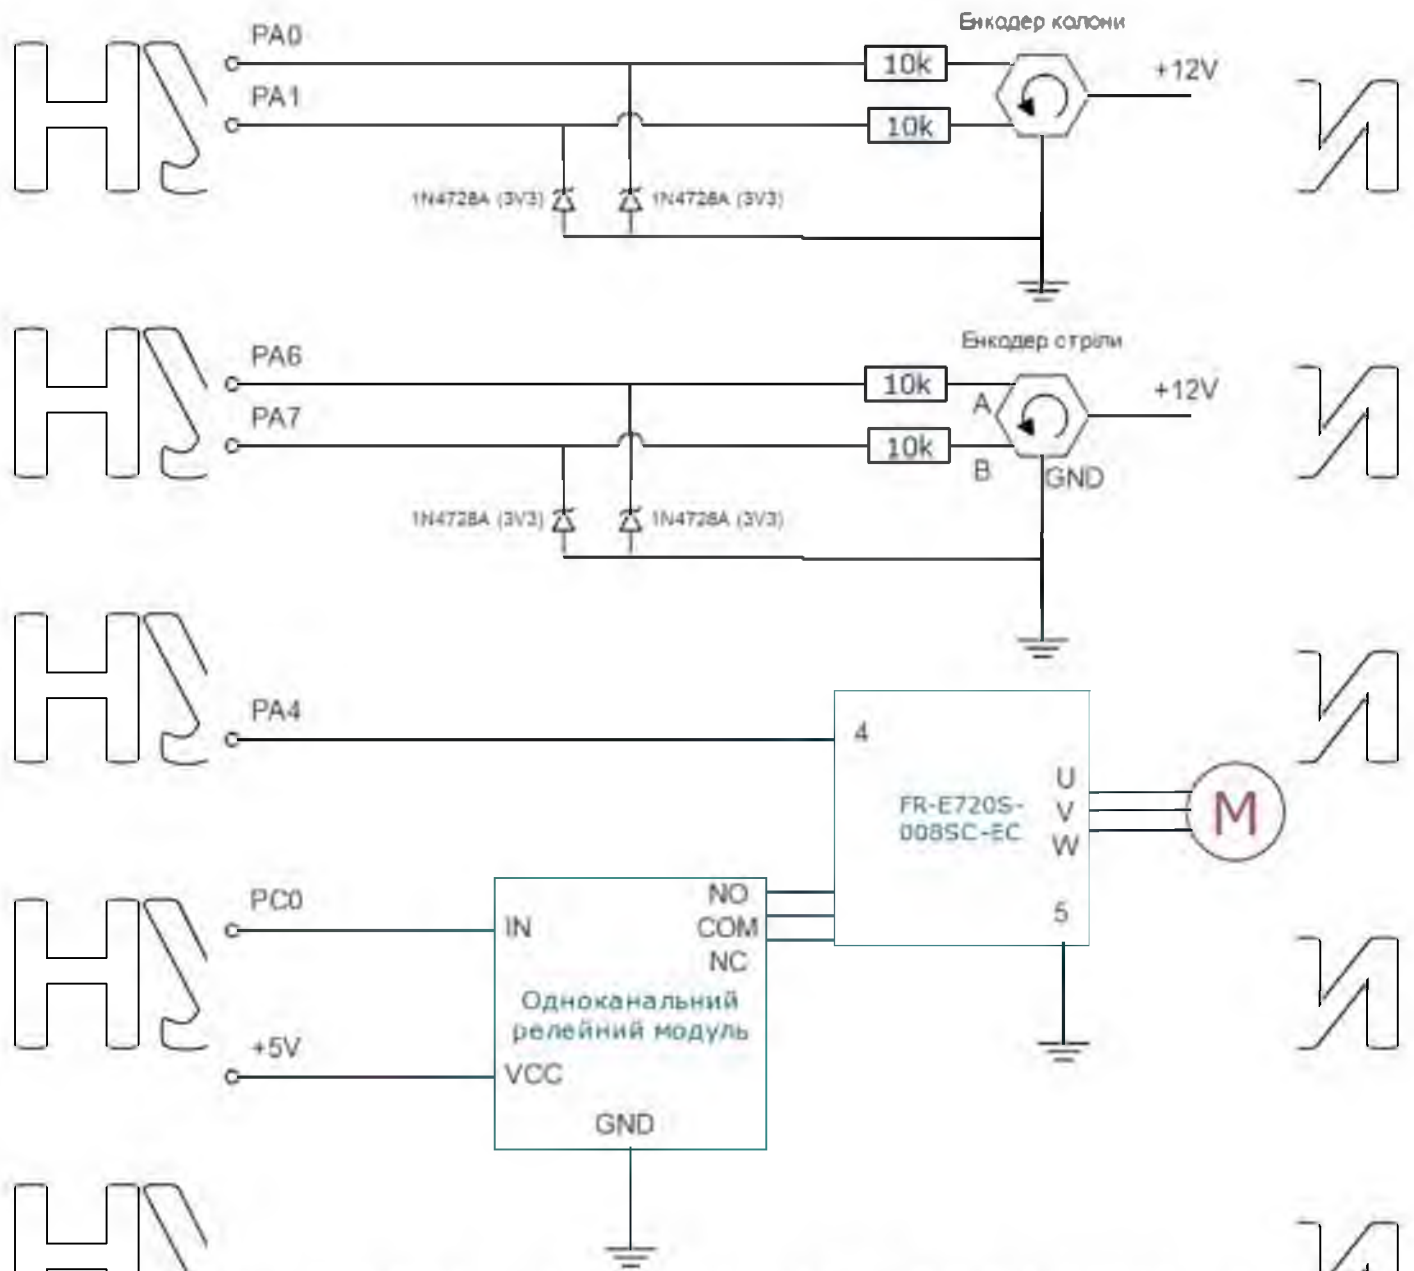 Енкодер колони
PA0
10k
+12V
PA1
10k
1N4728A (3V3)
1N4728A (3V3)
Енкодер стріли
PA6
10k
A
+12V
PA7
10k
B
GND
1N4728A (3V3)
1N4728A (3V3)
PA4
4
FR-E720S-
008SC-EC
U
V
W
M
5
PC0
IN
NO
COM
NC
Одноканальний
релейний модуль
+5V
VCC
GND